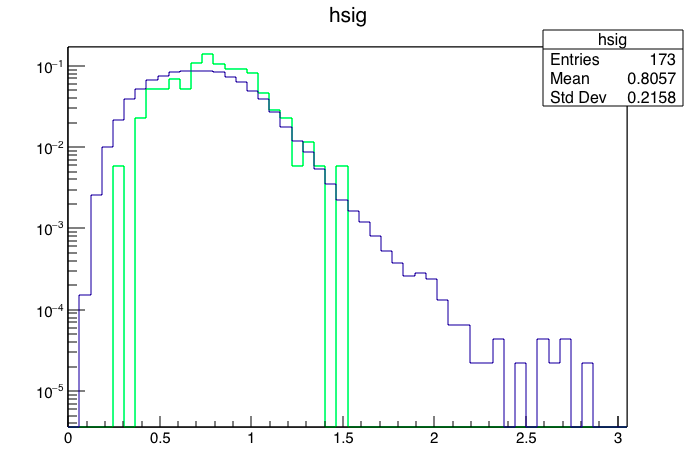 hsig
hsig
Entries 173
Mean 0.8057
Std Dev 0.2158
10⁻¹
10⁻²
10⁻³
10⁻⁴
10⁻⁵
0 0.5 1 1.5 2 2.5 3